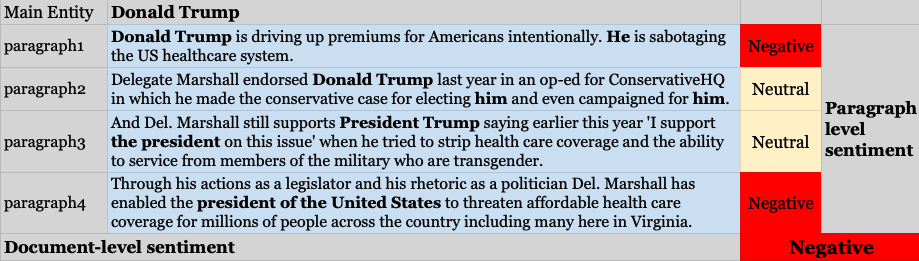 Main Entity Donald Trump
paragraph1 Donald Trump is driving up premiums for Americans intentionally. He is sabotaging
the US healthcare system. Negative
paragraph2 Delegate Marshall endorsed Donald Trump last year in an op-ed for ConservativeHQ
in which he made the conservative case for electing him and even campaigned for him. Neutral
paragraph3 And Del. Marshall still supports President Trump saying earlier this year 'I support
the president on this issue' when he tried to strip health care coverage and the ability
to service from members of the military who are transgender. Neutral
paragraph4 Through his actions as a legislator and his rhetoric as a politician Del. Marshall has
enabled the president of the United States to threaten affordable health care
coverage for millions of people across the country including many here in Virginia. Negative
Paragraph
level
sentiment
Document-level sentiment Negative